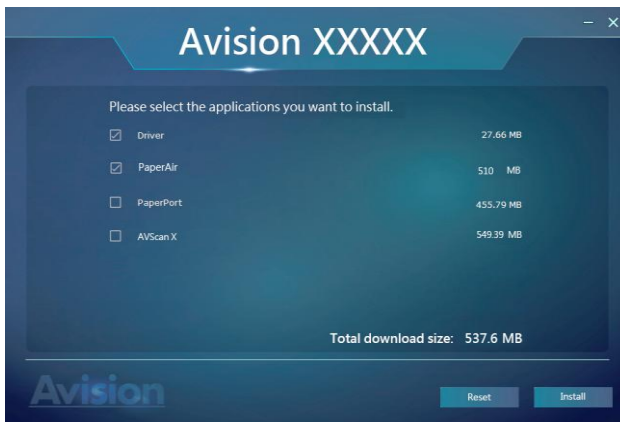 Avision XXXXX
Please select the applications you want to install.
Driver 27.66 MB
PaperAir 510 MB
PaperPort 455.79 MB
AVScan X 549.39 MB
Total download size: 537.6 MB
Avision
Reset Install